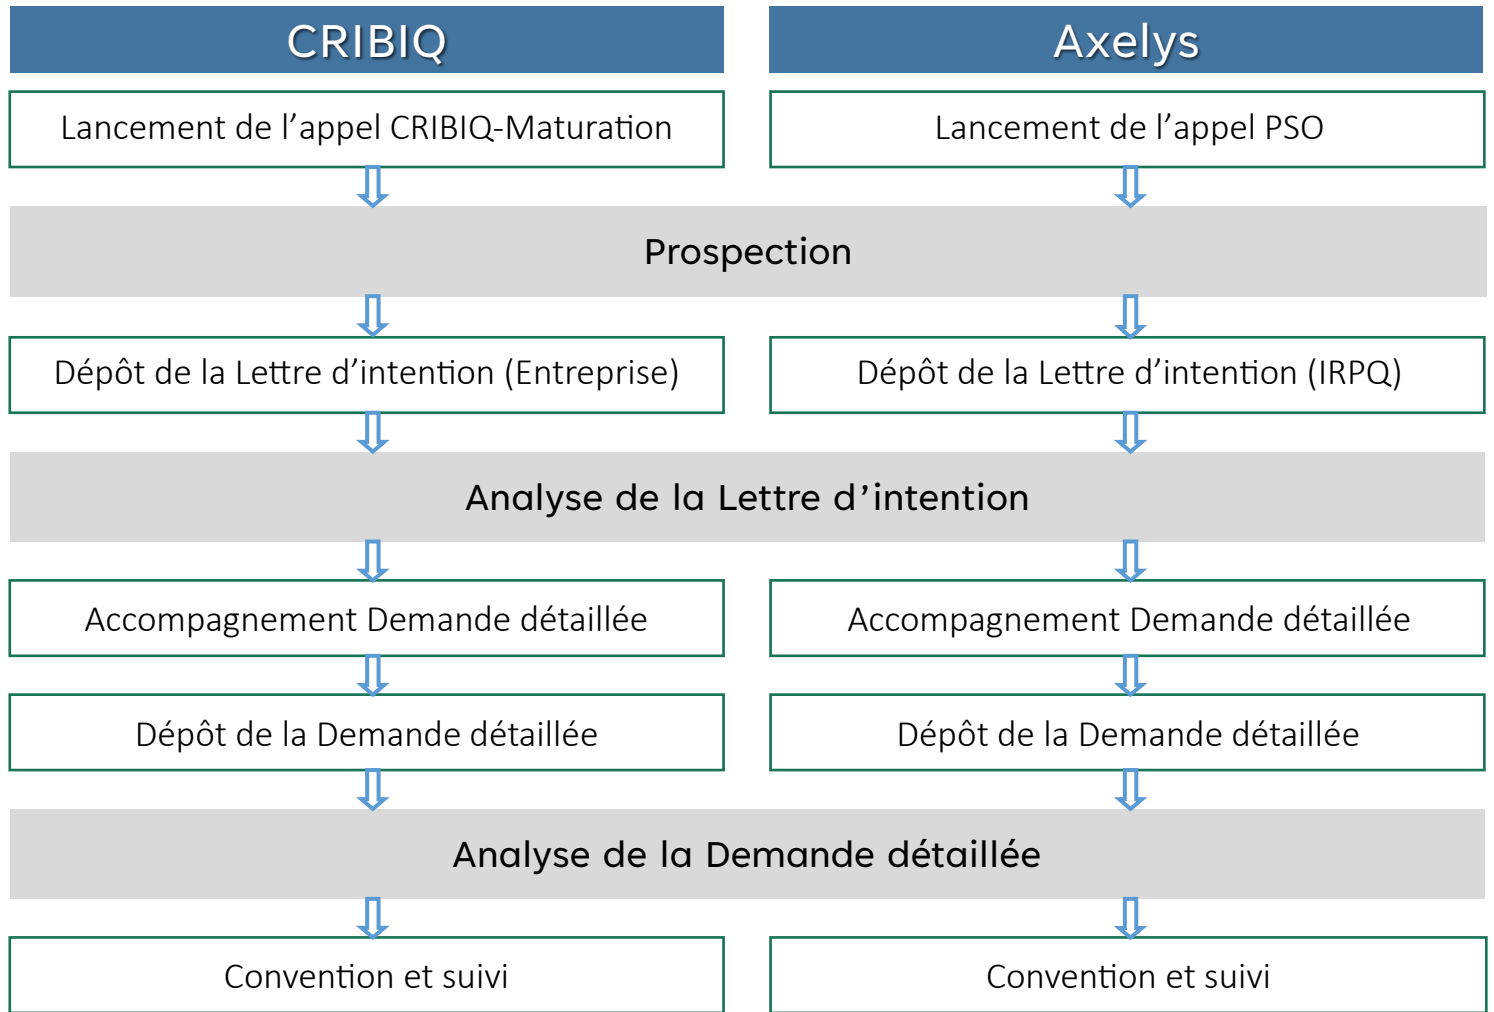 CRIBIQ
Axelys
Lancement de l’appel CRIBIQ-Maturation
Lancement de l’appel PSO
Prospection
Dépôt de la Lettre d’intention (Entreprise)
Dépôt de la Lettre d’intention (IRPQ)
Analyse de la Lettre d’intention
Accompagnement Demande détaillée
Accompagnement Demande détaillée
Dépôt de la Demande détaillée
Dépôt de la Demande détaillée
Analyse de la Demande détaillée
Convention et suivi
Convention et suivi